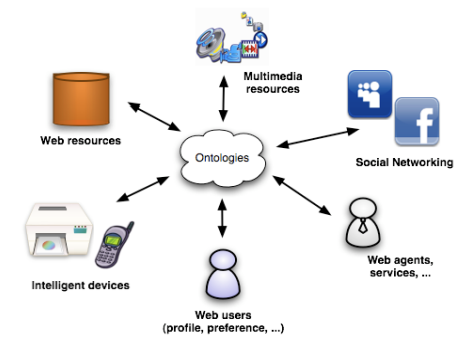 Multimedia
resources
Web resources
Social Networking
Ontologies
Intelligent devices
Web agents,
services, ...
Web users
(profile, preference, ...)